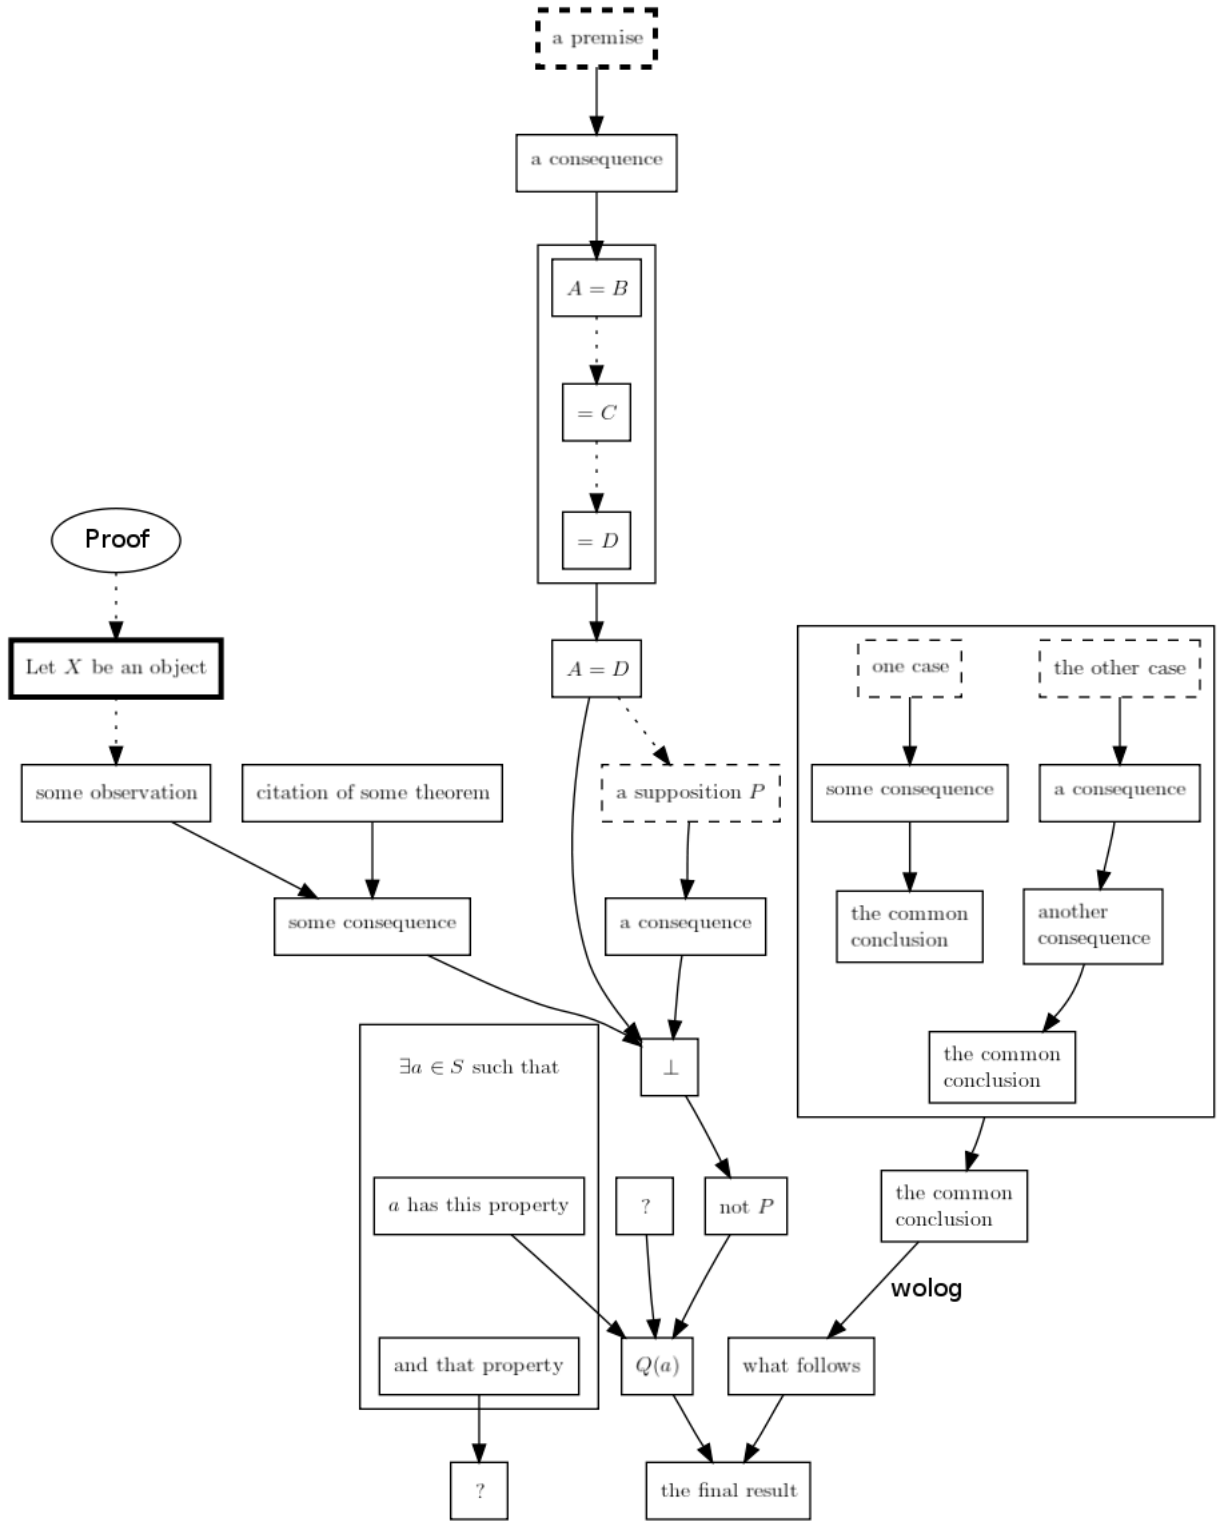 a premise
a consequence
A = B
= C
= D
Proof
Let X be an object
A = D
one case
the other case
some observation
citation of some theorem
a supposition P
some consequence
a consequence
some consequence
a consequence
the common
conclusion
another
consequence
∃a ∈ S such that
⊥
the common
conclusion
a has this property
?
not P
the common
conclusion
wolog
and that property
Q(a)
what follows
?
the final result